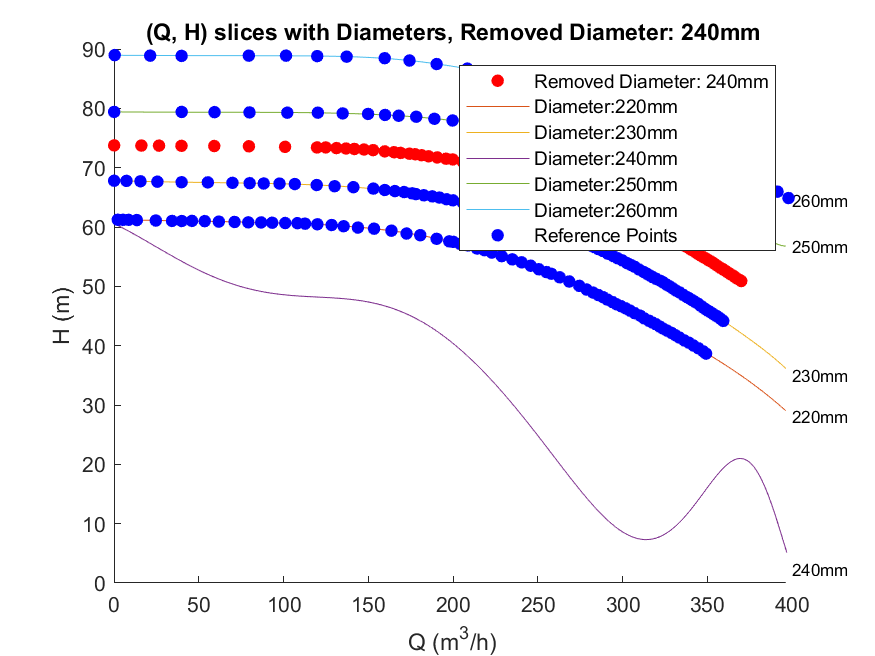 (Q, H) slices with Diameters, Removed Diameter: 240mm
90
80
70
60
50
40
30
20
10
0
H (m)
Removed Diameter: 240mm
Diameter:220mm
Diameter:230mm
Diameter:240mm
Diameter:250mm
Diameter:260mm
Reference Points
260mm
250mm
230mm
220mm
240mm
0 50 100 150 200 250 300 350 400
Q (m³/h)